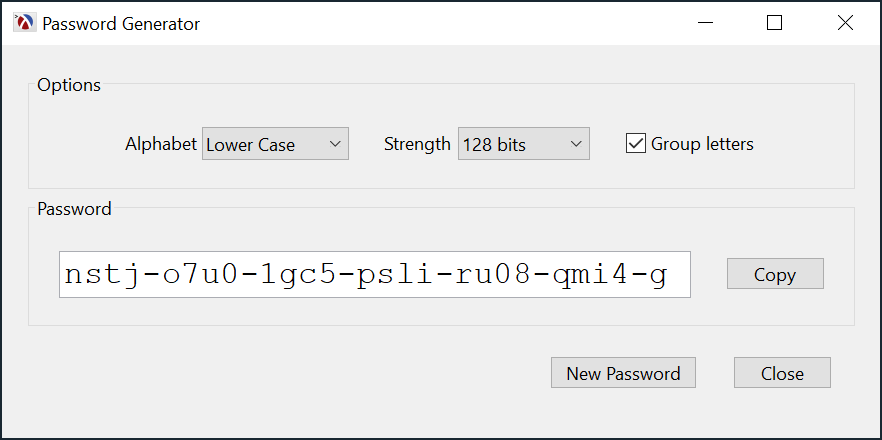 Password Generator
Options
Alphabet Lower Case Strength 128 bits Group letters
Password
nstj-o7u0-1gc5-psli-ru08-qmi4-g Copy
New Password Close